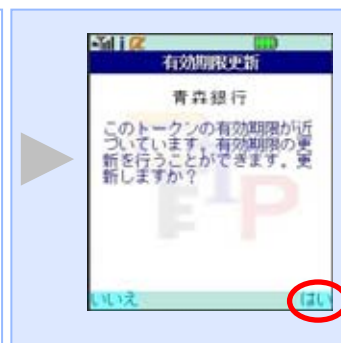 有効期限更新
青森銀行
このトークンの有効期限が近
づいています。有効期限の更
新を行うことができます。更
新しますか？
いいえ はい